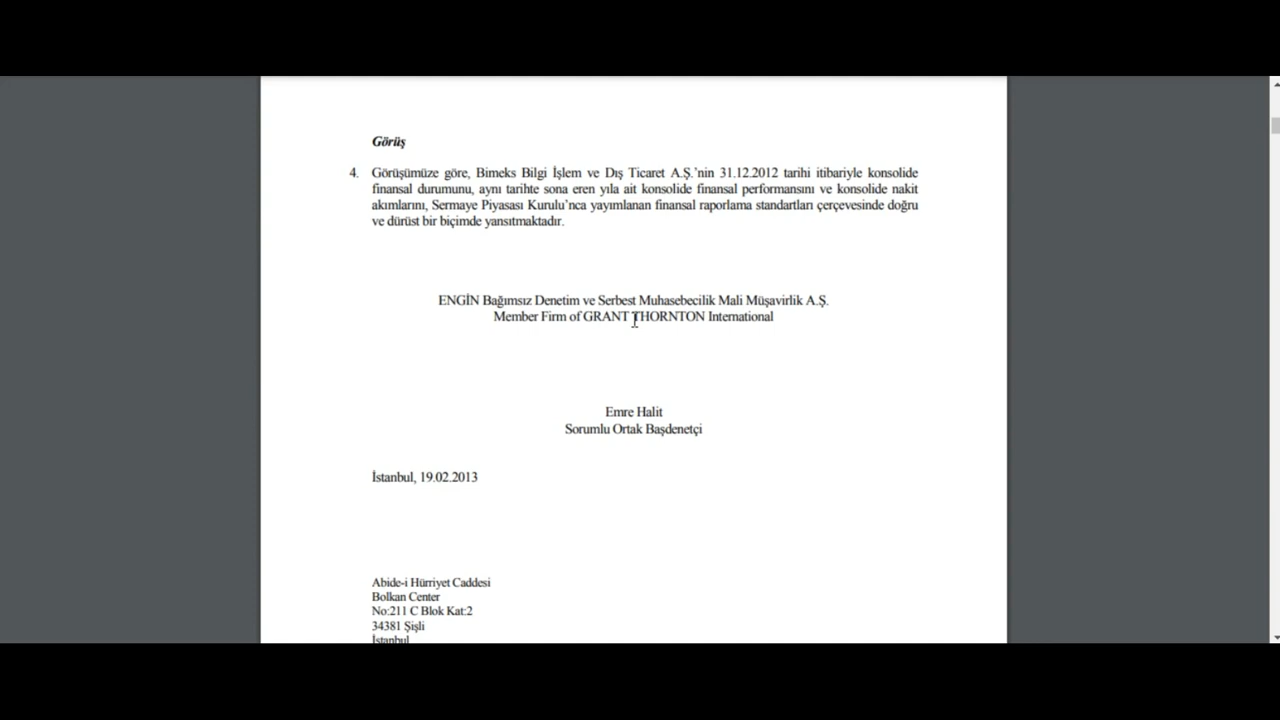 Görüş
4. Görüşümüze göre, Bimeks Bilgi İşlem ve Dış Ticaret A.Ş.'nin 31.12.2012 tarihi itibariyle konsolide
finansal durumunu, aynı tarihte sona eren yıla ait konsolide finansal performansını ve konsolide nakit
akımlarını, Sermaye Piyasası Kurulu'nca yayımlanan finansal raporlama standartları çerçevesinde doğru
ve dürüst bir biçimde yansıtmaktadır.
ENGİN Bağımsız Denetim ve Serbest Muhasebecilik Mali Müşavirlik A.Ş.
Member Firm of GRANT THORNTON International
Emre Halit
Sorumlu Ortak Başdenetçi
İstanbul, 19.02.2013
Abide-i Hürriyet Caddesi
Bolkan Center
No:211 C Blok Kat:2
34381 Şişli
İstanbul